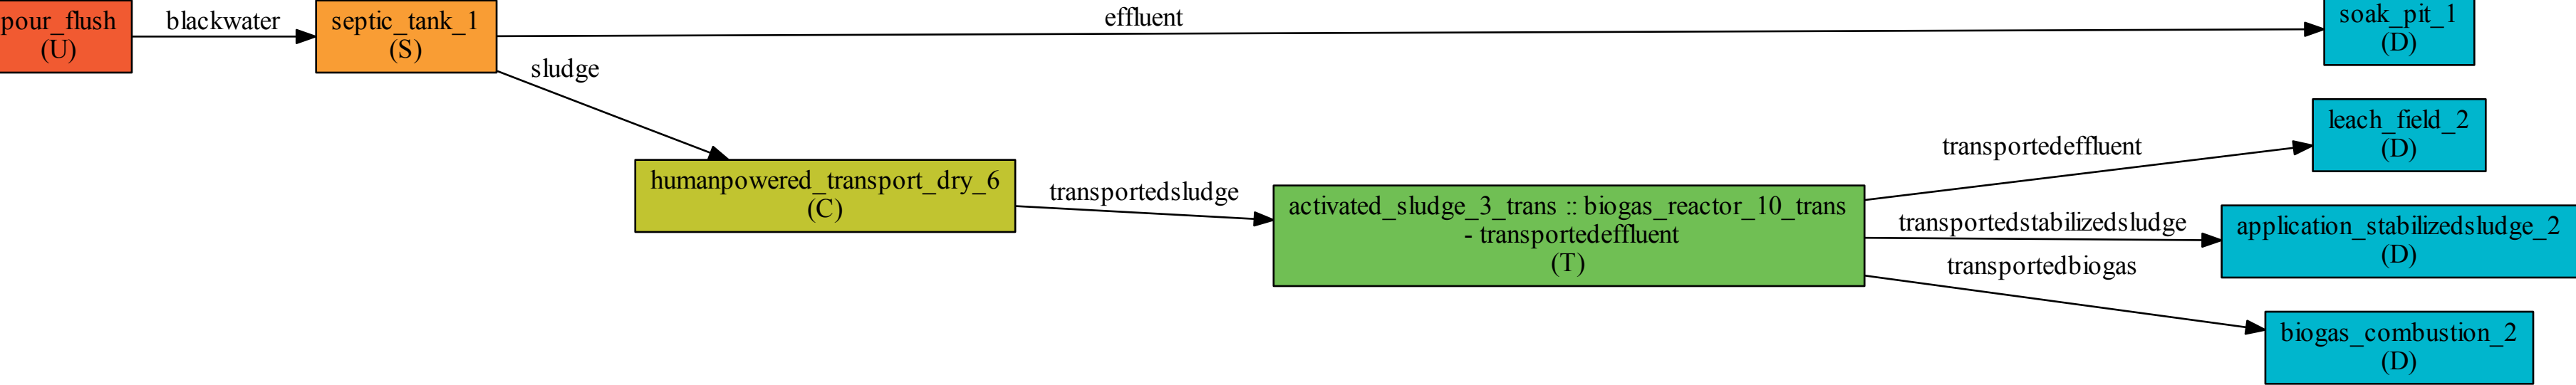 pour_flush
(U)
blackwater
septic_tank_1
(S)
effluent
soak_pit_1
(D)
sludge
humanpowered_transport_dry_6
(C)
transportedsludge
activated_sludge_3_trans :: biogas_reactor_10_trans
- transportedeffluent
(T)
transportedeffluent
leach_field_2
(D)
transportedstabilizedsludge
application_stabilizedsludge_2
(D)
transportedbiogas
biogas_combustion_2
(D)